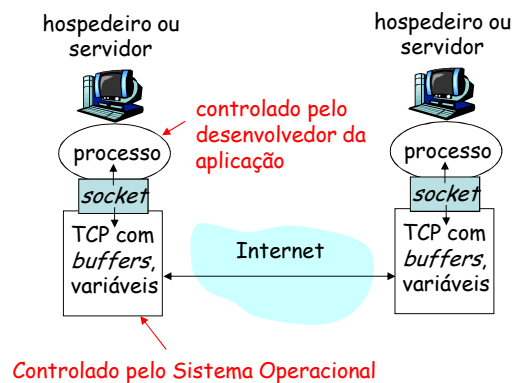 hospedeiro ou
servidor
hospedeiro ou
servidor
controlado pelo
desenvolvedor da
aplicação
processo
processo
socket
socket
TCP com
buffers,
variáveis
Internet
TCP com
buffers,
variáveis
Controlado pelo Sistema Operacional